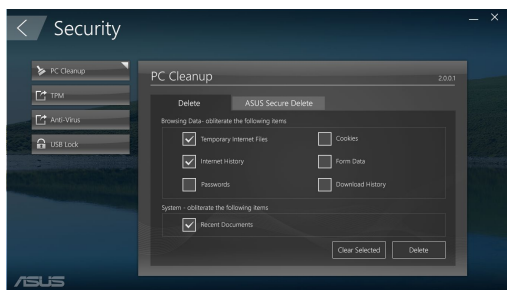 Security
PC Cleanup
TPM
Anti-Virus
USB Lock
PC Cleanup
2.0.0.1
Delete
ASUS Secure Delete
Browsing Data- obliterate the following items
Temporary Internet Files
Cookies
Internet History
Form Data
Passwords
Download History
System - obliterate the following items
Recent Documents
Clear Selected
Delete
ASUS